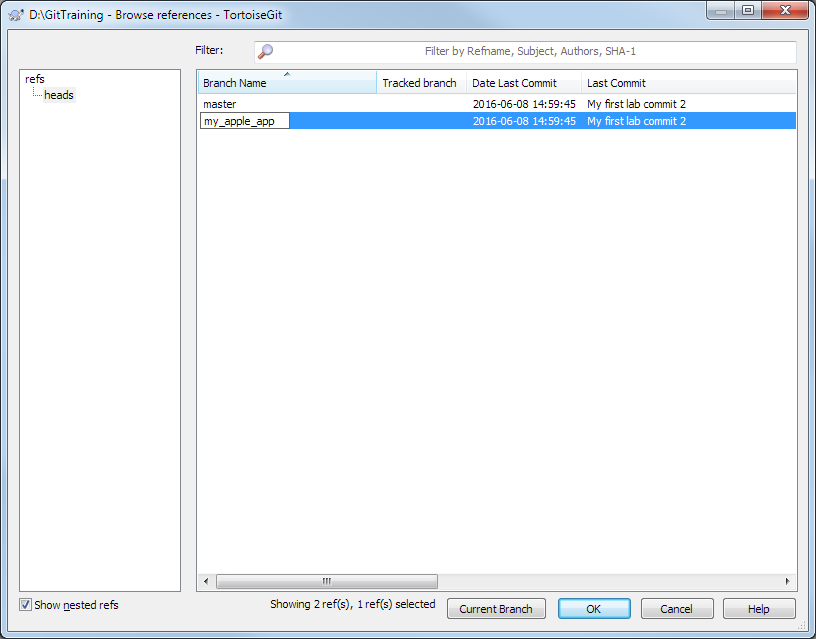 D:\GitTraining - Browse references - TortoiseGit
Filter: Filter by Refname, Subject, Authors, SHA-1
refs
heads
Branch Name Tracked branch Date Last Commit Last Commit
master 2016-06-08 14:59:45 My first lab commit 2
my_apple_app 2016-06-08 14:59:45 My first lab commit 2
Show nested refs
Showing 2 ref(s), 1 ref(s) selected
Current Branch OK Cancel Help